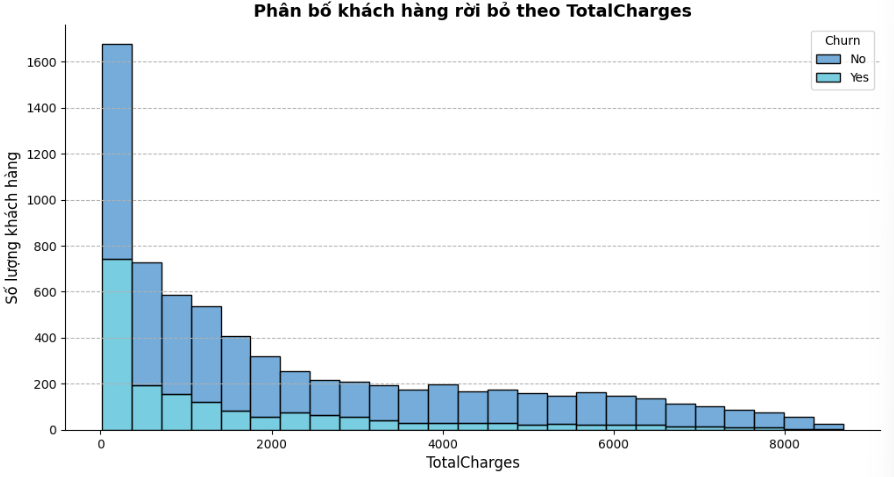 Phân bố khách hàng rời bỏ theo TotalCharges
Churn
No
Yes
Số lượng khách hàng
1600
1400
1200
1000
800
600
400
200
0
0 2000 4000 6000 8000
TotalCharges